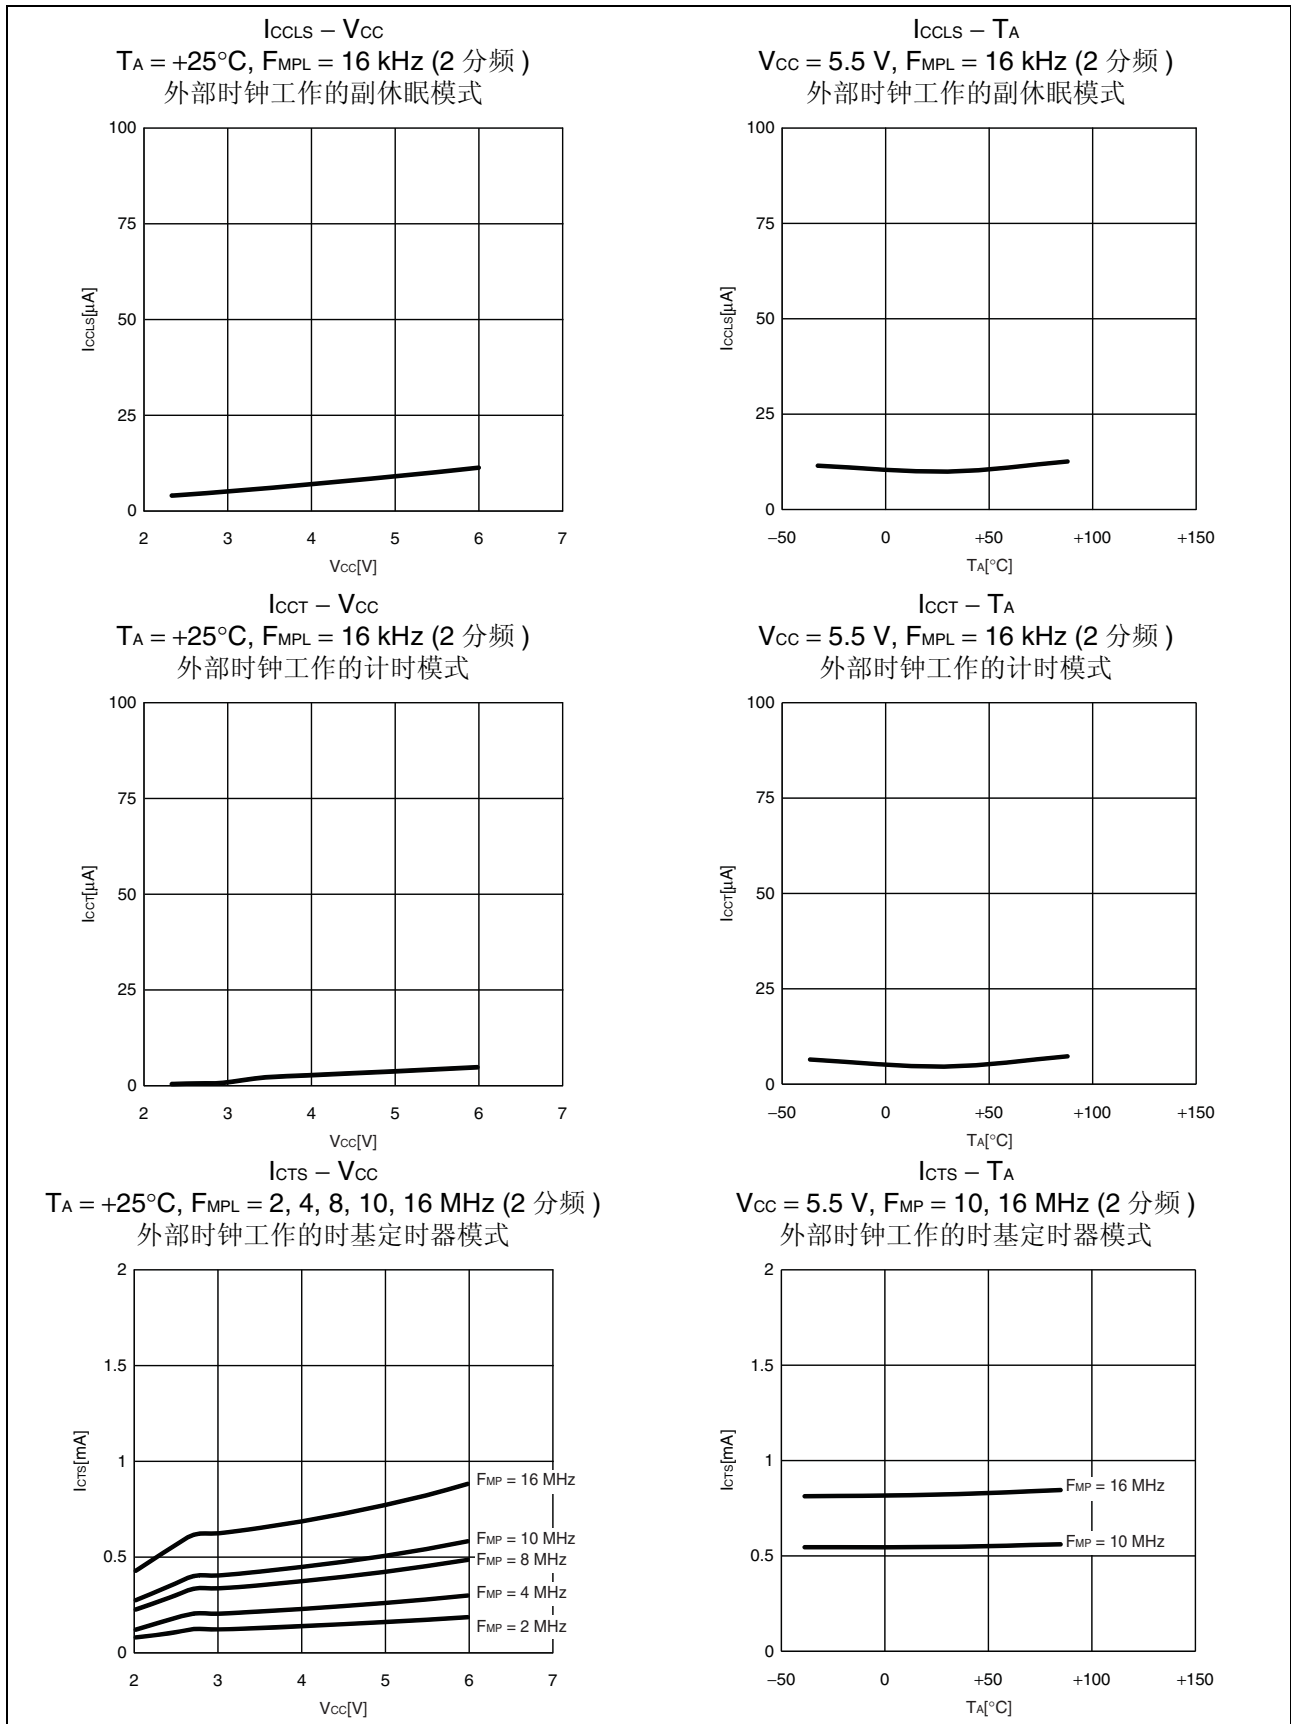 ICCLS – VCC
TA = +25°C, FMPL = 16 kHz (2 分频 )
外部时钟工作的副休眠模式
100
75
50
25
0
ICCLS[µA]
2 3 4 5 6 7
VCC[V]
ICCLS – TA
VCC = 5.5 V, FMPL = 16 kHz (2 分频 )
外部时钟工作的副休眠模式
100
75
50
25
0
ICCLS[µA]
−50 0 +50 +100 +150
TA[°C]
ICCT – VCC
TA = +25°C, FMPL = 16 kHz (2 分频 )
外部时钟工作的计时模式
100
75
50
25
0
ICCT[µA]
2 3 4 5 6 7
VCC[V]
ICCT – TA
VCC = 5.5 V, FMPL = 16 kHz (2 分频 )
外部时钟工作的计时模式
100
75
50
25
0
ICCT[µA]
−50 0 +50 +100 +150
TA[°C]
ICTS – VCC
TA = +25°C, FMPL = 2, 4, 8, 10, 16 MHz (2 分频 )
外部时钟工作的时基定时器模式
2
1.5
1
0.5
0
ICTS[mA]
FMP = 16 MHz
FMP = 10 MHz
FMP = 8 MHz
FMP = 4 MHz
FMP = 2 MHz
2 3 4 5 6 7
VCC[V]
ICTS – TA
VCC = 5.5 V, FMP = 10, 16 MHz (2 分频 )
外部时钟工作的时基定时器模式
2
1.5
1
0.5
0
ICTS[mA]
FMP = 16 MHz
FMP = 10 MHz
−50 0 +50 +100 +150
TA[°C]